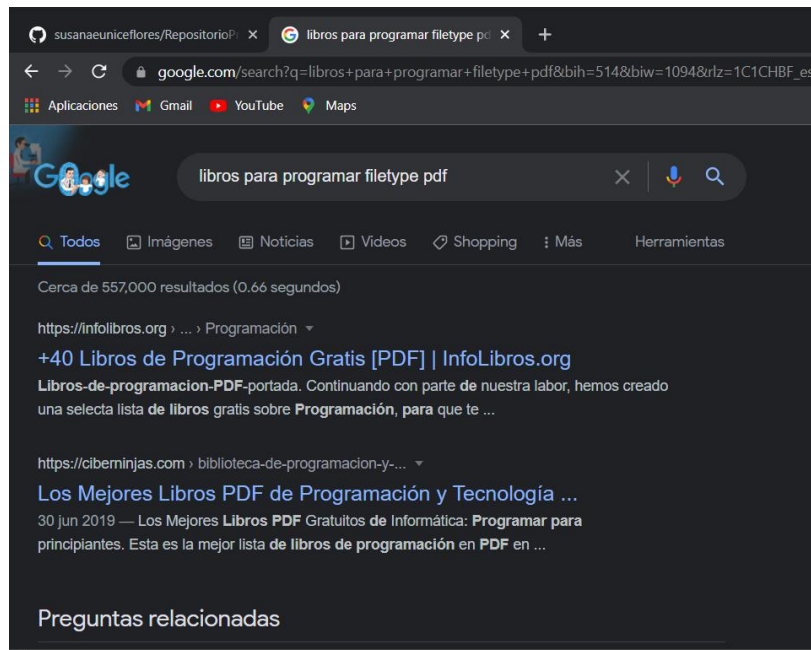 susanaeuniceflores/RepositorioPr
libros para programar filetype pd
google.com/search?q=libros+para+programar+filetype+pdf&bih=514&biw=1094&rlz=1C1CHBF_es
Aplicaciones Gmail YouTube Maps
Google
libros para programar filetype pdf
Todos Imágenes Noticias Videos Shopping Más Herramientas
Cerca de 557,000 resultados (0.66 segundos)
https://infolibros.org › ... › Programación
+40 Libros de Programación Gratis [PDF] | InfoLibros.org
Libros-de-programacion-PDF-portada. Continuando con parte de nuestra labor, hemos creado
una selecta lista de libros gratis sobre Programación, para que te ...
https://ciberninjas.com › biblioteca-de-programacion-y-...
Los Mejores Libros PDF de Programación y Tecnología ...
30 jun 2019 — Los Mejores Libros PDF Gratuitos de Informática: Programar para
principiantes. Esta es la mejor lista de libros de programación en PDF en ...
Preguntas relacionadas